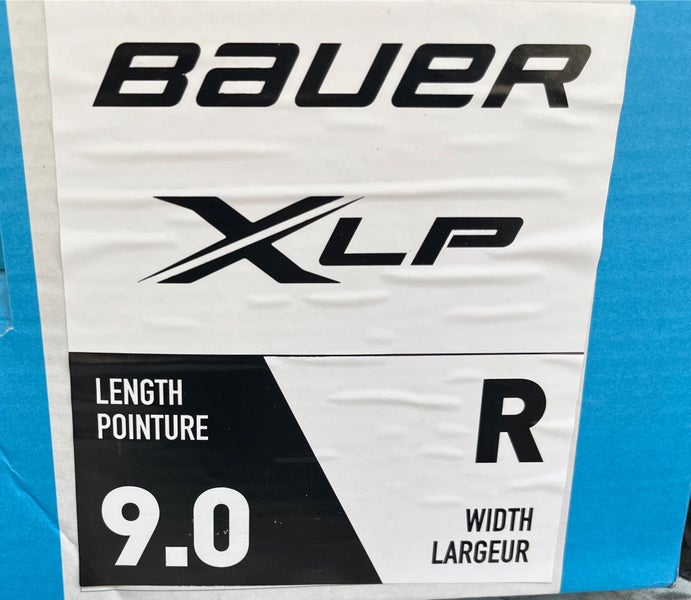 BAUER
XLP
LENGTH
POINTURE
9.0
R
WIDTH
LARGEUR